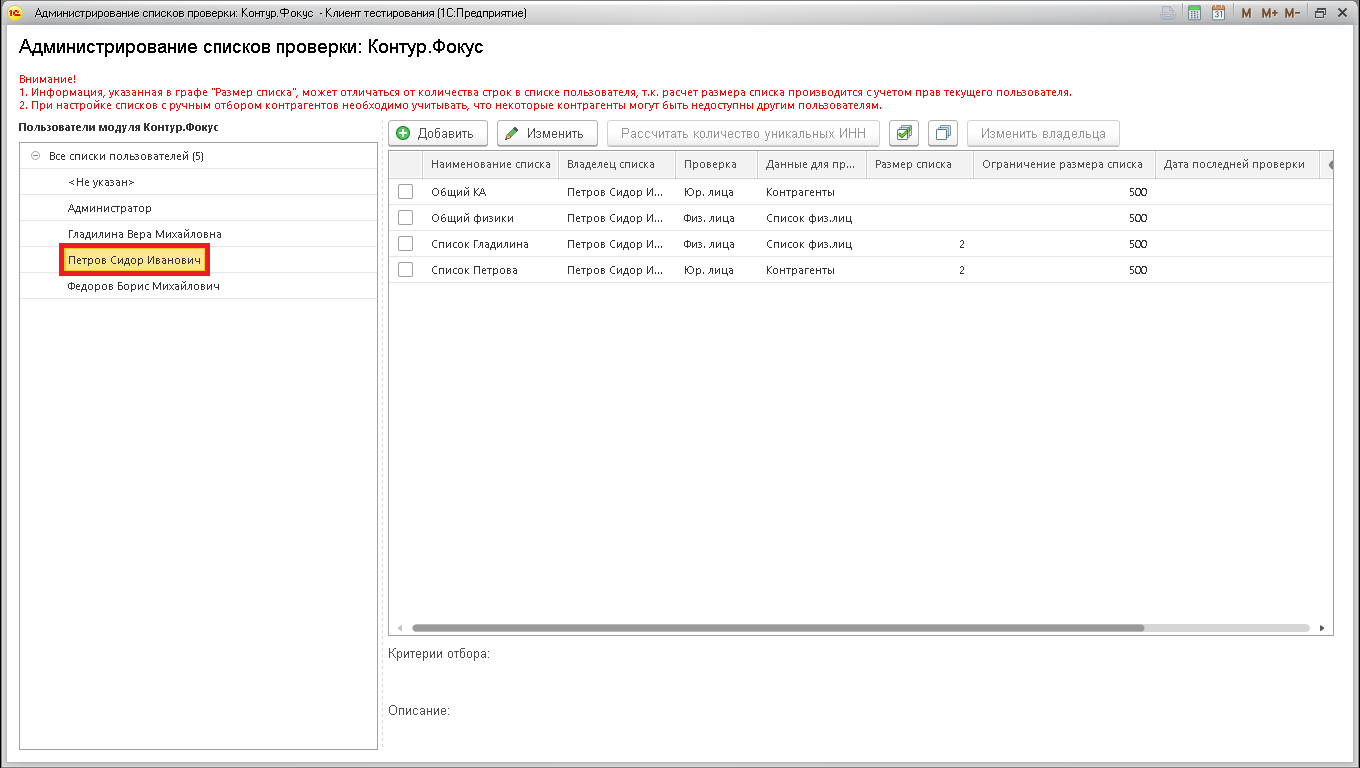 Администрирование списков проверки: Контур.Фокус - Клиент тестирования (1С:Предприятие)
M M+ M-
Администрирование списков проверки: Контур.Фокус
Внимание!
1. Информация, указанная в графе "Размер списка", может отличаться от количества строк в списке пользователя, т.к. расчет размера списка производится с учетом прав текущего пользователя.
2. При настройке списков с ручным отбором контрагентов необходимо учитывать, что некоторые контрагенты могут быть недоступны другим пользователям.
Пользователи модуля Контур.Фокус
Все списки пользователей (5)
<Не указан>
Администратор
Гладилина Вера Михайловна
Петров Сидор Иванович
Федоров Борис Михайлович
Добавить Изменить Рассчитать количество уникальных ИНН Изменить владельца
Наименование списка Владелец списка Проверка Данные для пр... Размер списка Ограничение размера списка Дата последней проверки
Общий КА Петров Сидор И... Юр. лица Контрагенты 500
Общий физики Петров Сидор И... Физ. лица Список физ.лиц 500
Список Гладилина Петров Сидор И... Физ. лица Список физ.лиц 2 500
Список Петрова Петров Сидор И... Юр. лица Контрагенты 2 500
Критерии отбора:
Описание: